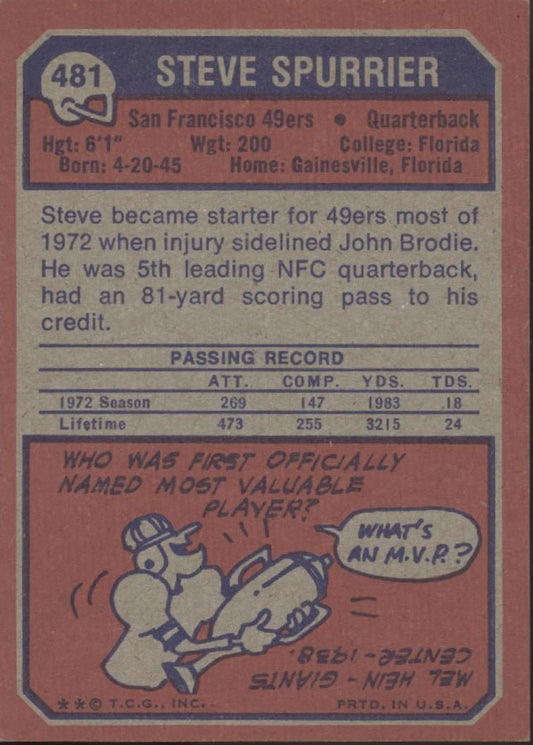 481
STEVE SPURRIER
San Francisco 49ers • Quarterback
Hgt: 6'1" Wgt: 200 College: Florida
Born: 4-20-45 Home: Gainesville, Florida
Steve became starter for 49ers most of
1972 when injury sidelined John Brodie.
He was 5th leading NFC quarterback,
had an 81-yard scoring pass to his
credit.
PASSING RECORD
ATT. COMP. YDS. TDS.
1972 Season 269 147 1983 18
Lifetime 473 255 3215 24
WHO WAS FIRST OFFICIALLY
NAMED MOST VALUABLE
PLAYER?
WHAT'S
AN M.V.P.?
MEL HEIN - GIANTS
CENTER - 1938.
**© T.C.G., INC. PRTD. IN U.S.A.